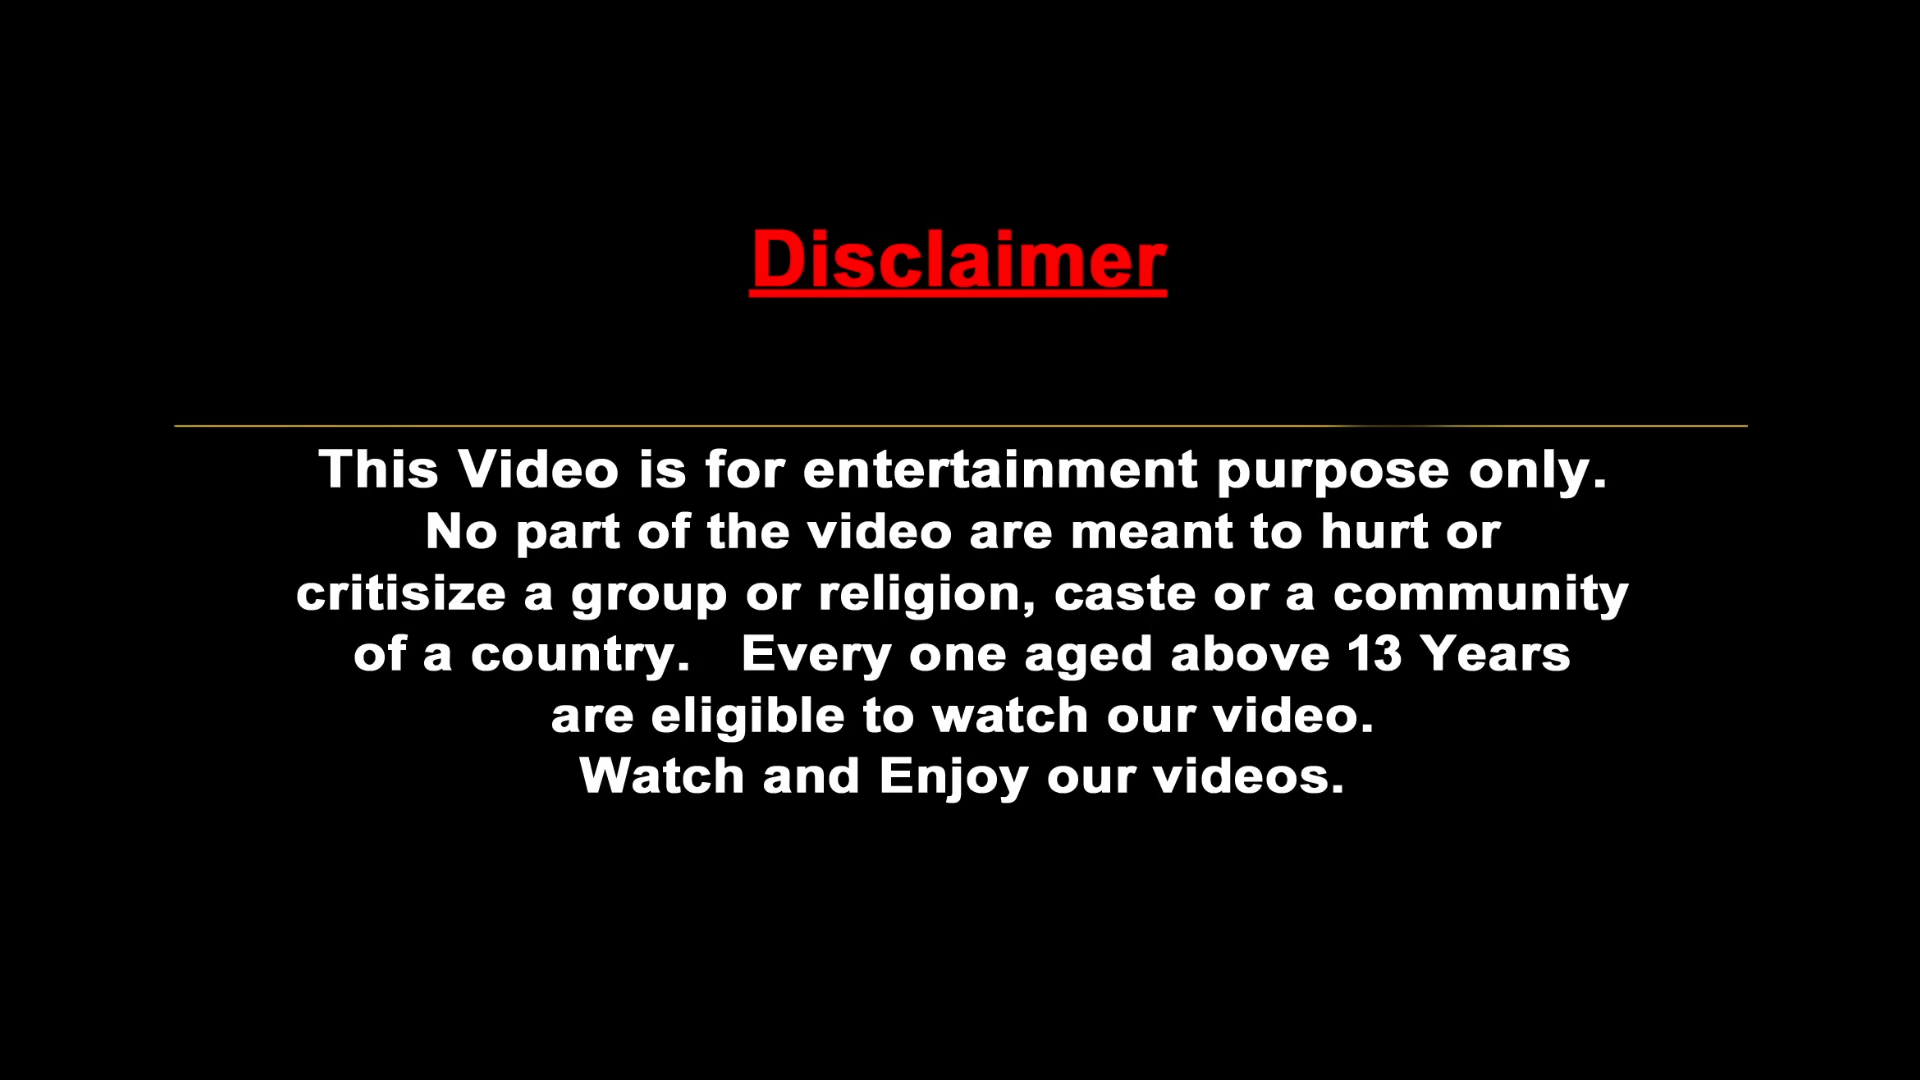 Disclaimer
This Video is for entertainment purpose only.
No part of the video are meant to hurt or
critisize a group or religion, caste or a community
of a country.   Every one aged above 13 Years
are eligible to watch our video.
Watch and Enjoy our videos.